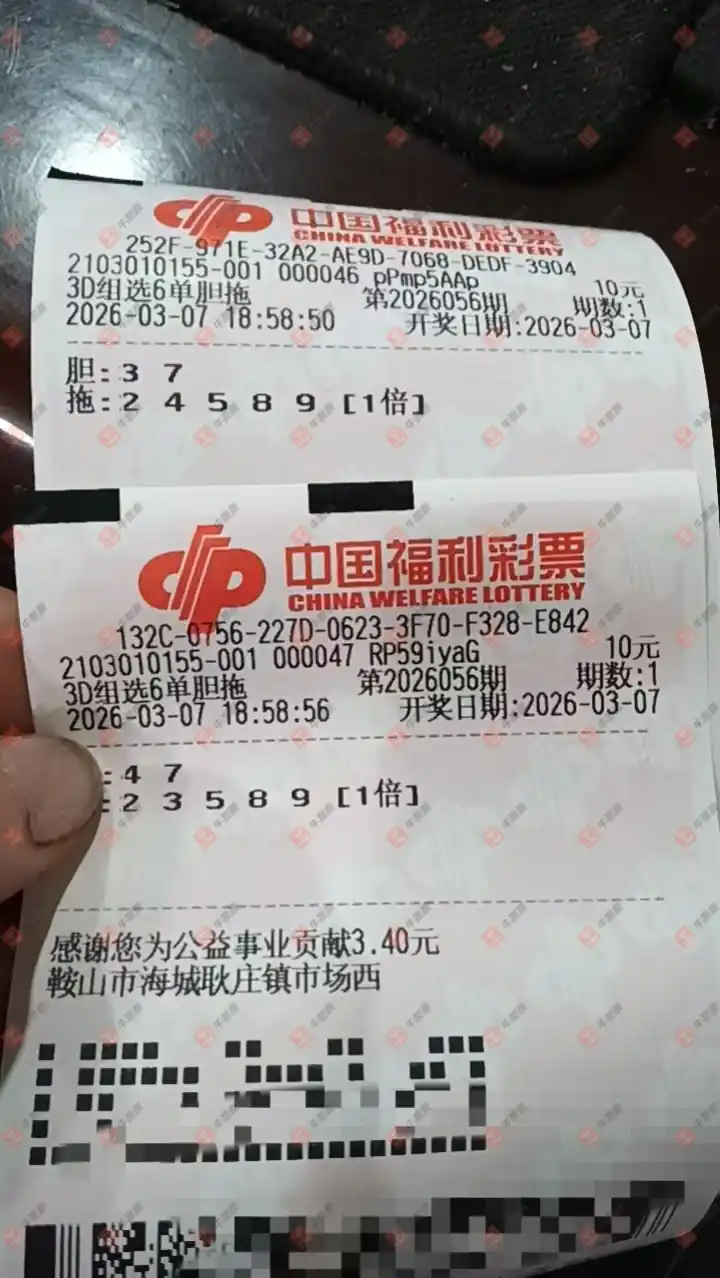 中国福利彩票
CHINA WELFARE LOTTERY
252F-971E-32A2-AE9D-7068-DEDF-3904
2103010155-001 000046 pPmp5AAp 10元
3D组选6单胆拖 第2026056期 期数:1
2026-03-07 18:58:50 开奖日期:2026-03-07
胆:3 7
拖:2 4 5 8 9 [1倍]
中国福利彩票
CHINA WELFARE LOTTERY
132C-0756-227D-0623-3F70-F328-E842
2103010155-001 000047 RP59iyaG 10元
3D组选6单胆拖 第2026056期 期数:1
2026-03-07 18:58:56 开奖日期:2026-03-07
:4 7
:2 3 5 8 9 [1倍]
感谢您为公益事业贡献3.40元
鞍山市海城耿庄镇市场西